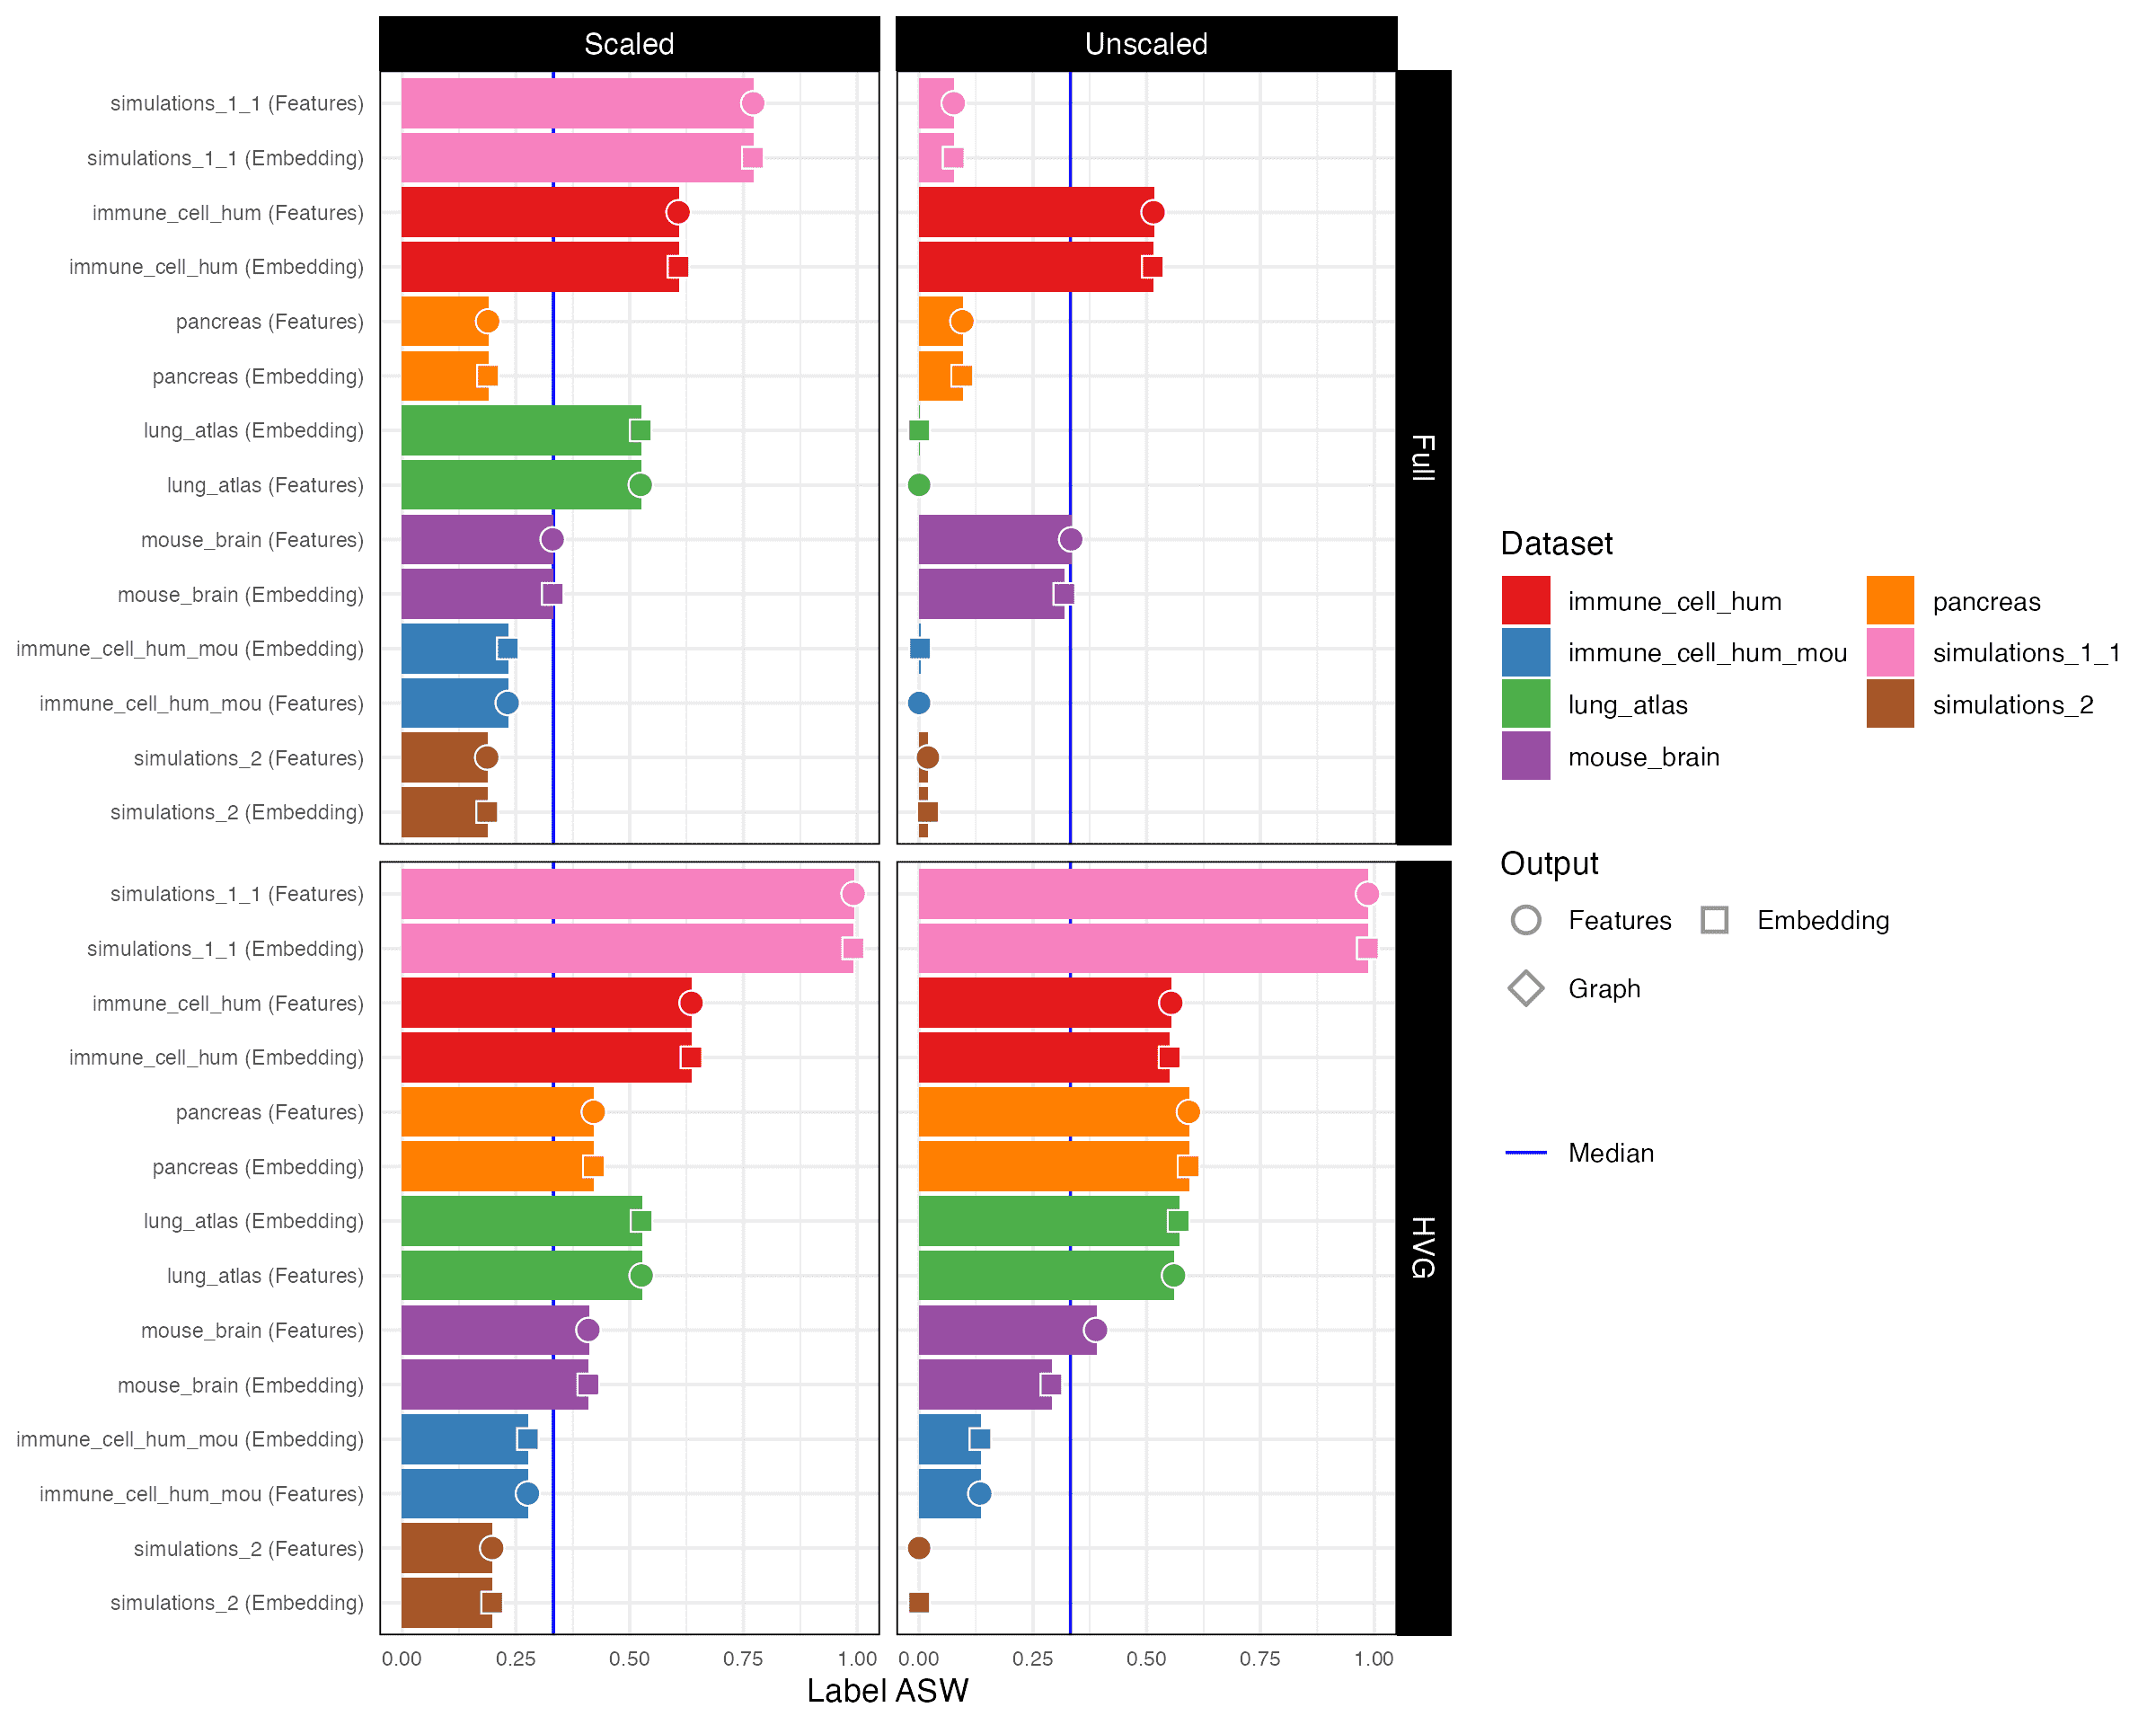 Scaled
Unscaled
simulations_1_1 (Features)
simulations_1_1 (Embedding)
immune_cell_hum (Features)
immune_cell_hum (Embedding)
pancreas (Features)
pancreas (Embedding)
lung_atlas (Embedding)
lung_atlas (Features)
mouse_brain (Features)
mouse_brain (Embedding)
immune_cell_hum_mou (Embedding)
immune_cell_hum_mou (Features)
simulations_2 (Features)
simulations_2 (Embedding)
Full
simulations_1_1 (Features)
simulations_1_1 (Embedding)
immune_cell_hum (Features)
immune_cell_hum (Embedding)
pancreas (Features)
pancreas (Embedding)
lung_atlas (Embedding)
lung_atlas (Features)
mouse_brain (Features)
mouse_brain (Embedding)
immune_cell_hum_mou (Embedding)
immune_cell_hum_mou (Features)
simulations_2 (Features)
simulations_2 (Embedding)
HVG
0.00 0.25 0.50 0.75 1.00 0.00 0.25 0.50 0.75 1.00
Label ASW
Dataset
immune_cell_hum
immune_cell_hum_mou
lung_atlas
mouse_brain
pancreas
simulations_1_1
simulations_2
Output
Features
Embedding
Graph
Median